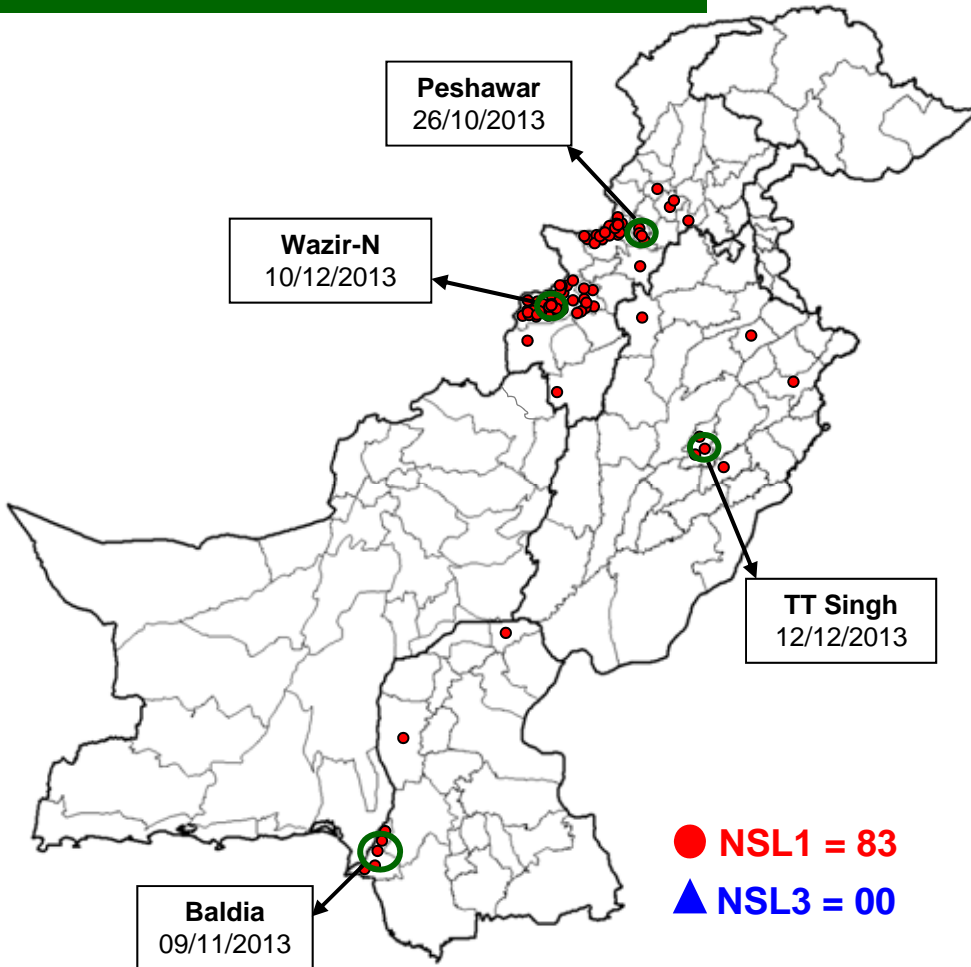 Peshawar
26/10/2013
Wazir-N
10/12/2013
TT Singh
12/12/2013
NSL1 = 83
NSL3 = 00
Baldia
09/11/2013